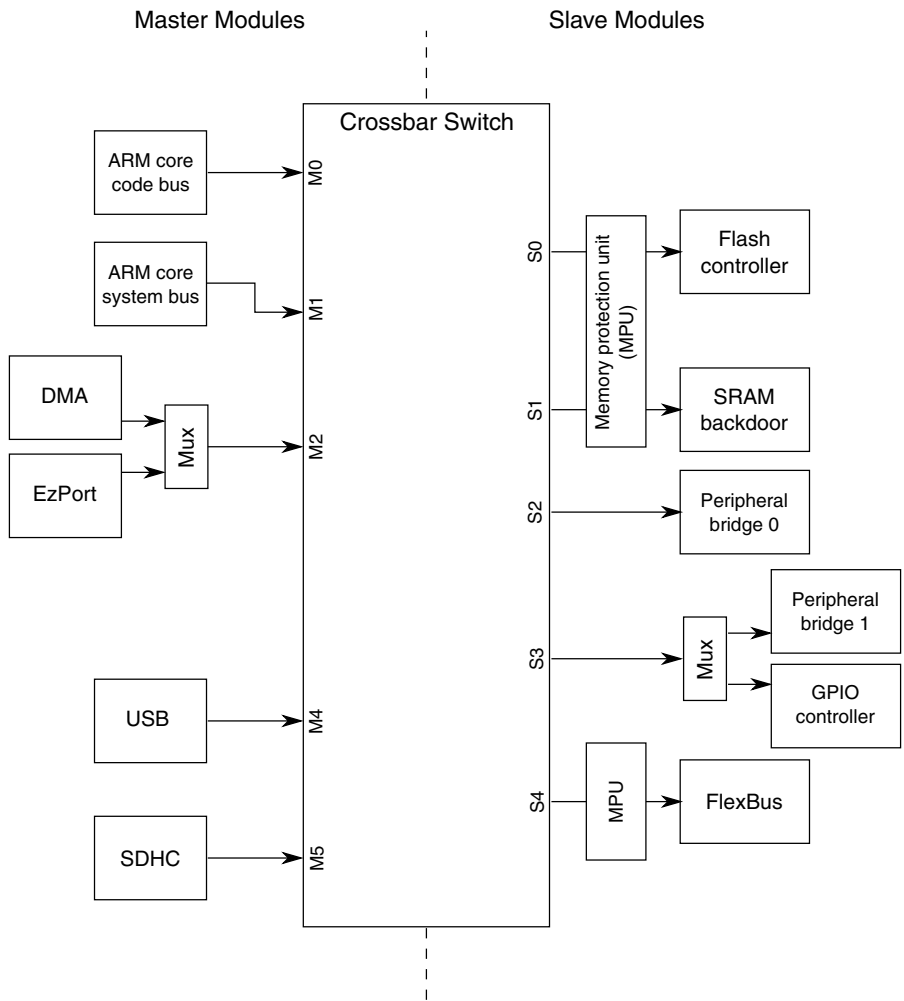 Master Modules
Slave Modules
Crossbar Switch
ARM core
code bus
M0
ARM core
system bus
M1
DMA
EzPort
Mux
M2
USB
M4
SDHC
M5
S0
S1
Memory protection unit
(MPU)
Flash
controller
SRAM
backdoor
S2
Peripheral
bridge 0
S3
Mux
Peripheral
bridge 1
GPIO
controller
S4
MPU
FlexBus